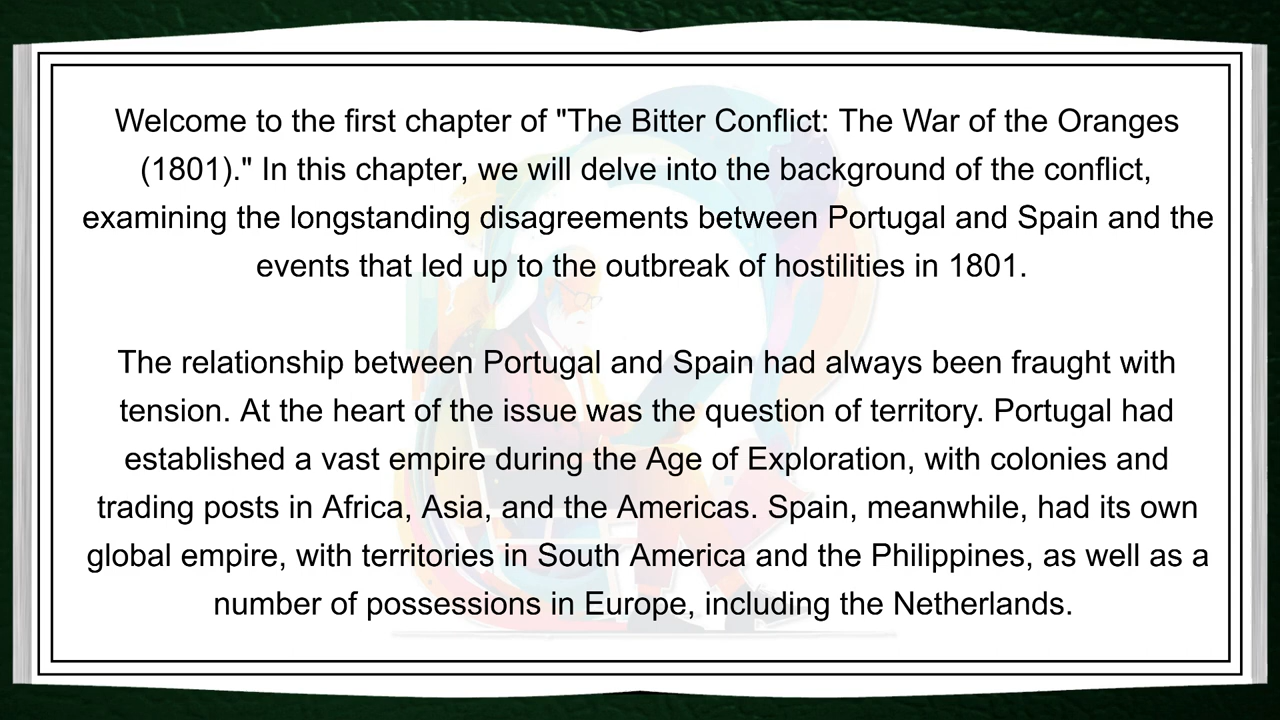 Welcome to the first chapter of "The Bitter Conflict: The War of the Oranges
(1801)." In this chapter, we will delve into the background of the conflict,
examining the longstanding disagreements between Portugal and Spain and the
events that led up to the outbreak of hostilities in 1801.
The relationship between Portugal and Spain had always been fraught with
tension. At the heart of the issue was the question of territory. Portugal had
established a vast empire during the Age of Exploration, with colonies and
trading posts in Africa, Asia, and the Americas. Spain, meanwhile, had its own
global empire, with territories in South America and the Philippines, as well as a
number of possessions in Europe, including the Netherlands.